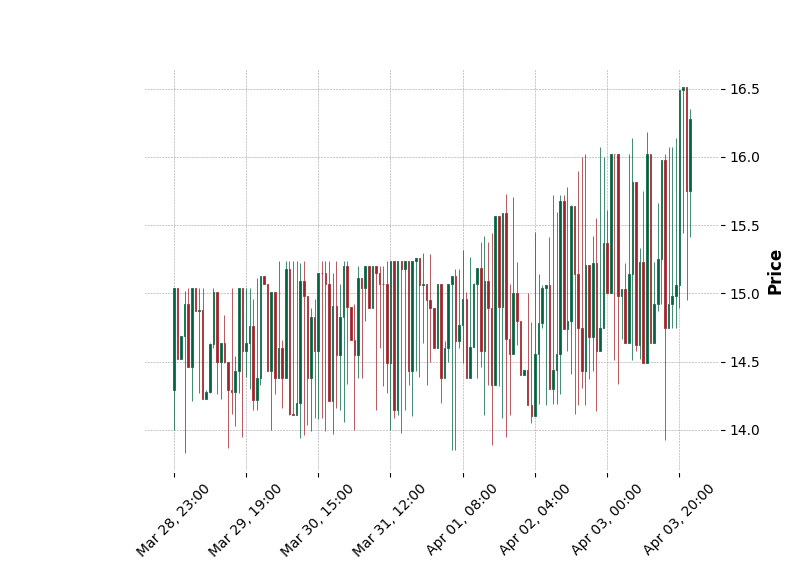 16.5
16.0
15.5
15.0
14.5
14.0
Price
Mar 28, 23:00
Mar 29, 19:00
Mar 30, 15:00
Mar 31, 12:00
Apr 01, 08:00
Apr 02, 04:00
Apr 03, 00:00
Apr 03, 20:00